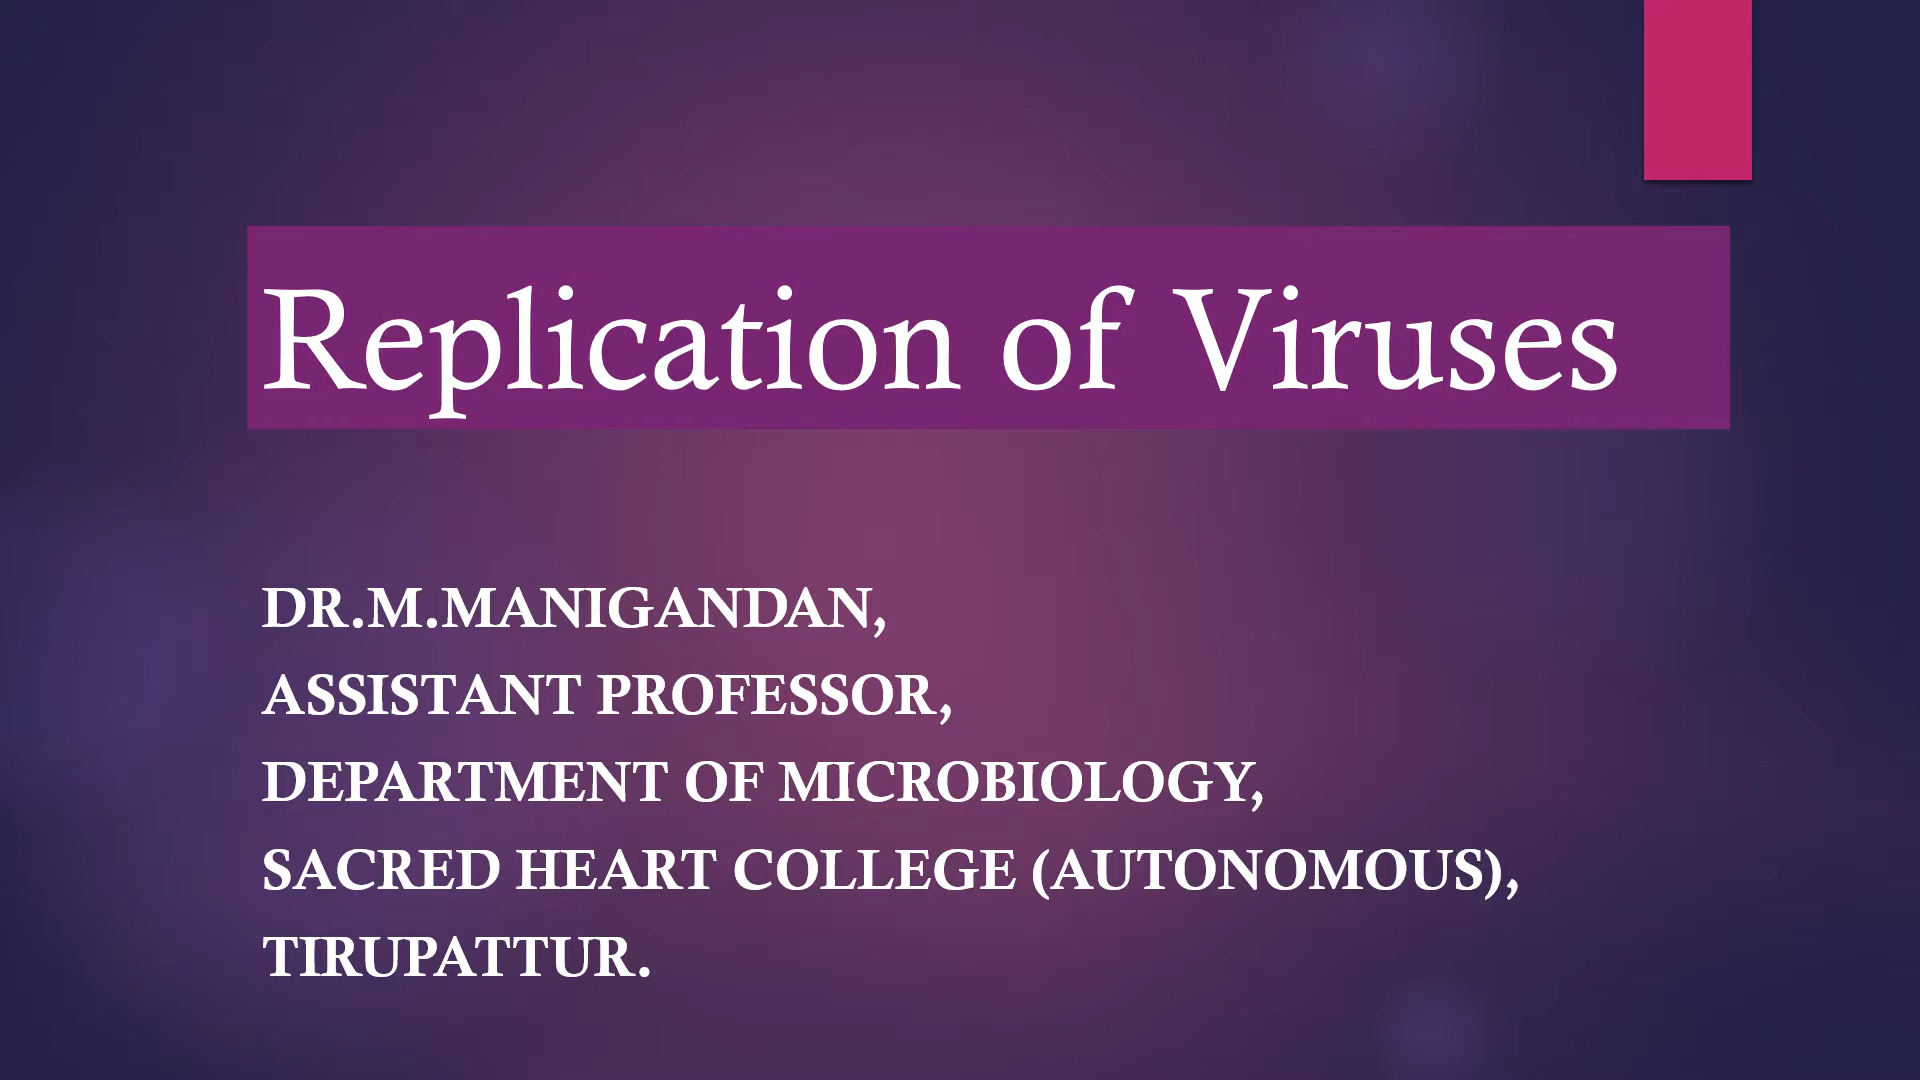 Replication of Viruses
DR.M.MANIGANDAN,
ASSISTANT PROFESSOR,
DEPARTMENT OF MICROBIOLOGY,
SACRED HEART COLLEGE (AUTONOMOUS),
TIRUPATTUR.